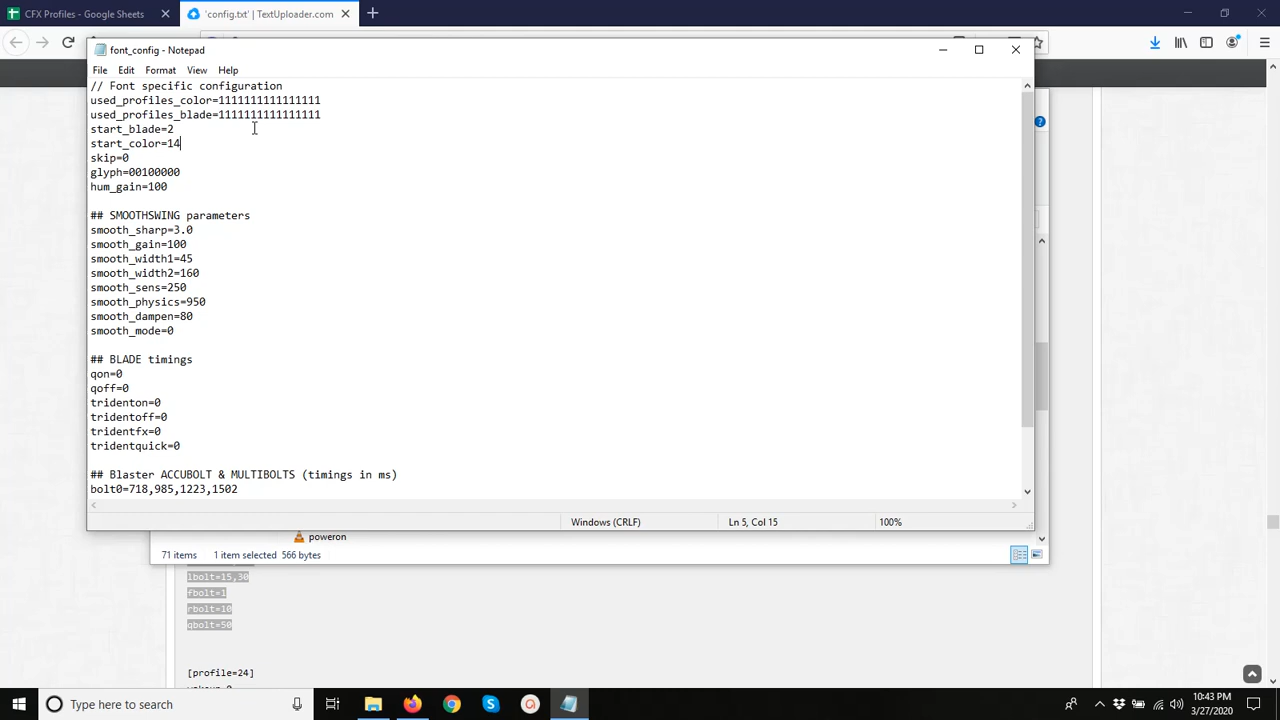 CFX Profiles - Google Sheets
'config.txt' | TextUploader.com
font_config - Notepad
File Edit Format View Help
// Font specific configuration
used_profiles_color=1111111111111111
used_profiles_blade=1111111111111111
start_blade=2
start_color=14
skip=0
glyph=00100000
hum_gain=100
## SMOOTHSWING parameters
smooth_sharp=3.0
smooth_gain=100
smooth_width1=45
smooth_width2=160
smooth_sens=250
smooth_physics=950
smooth_dampen=80
smooth_mode=0
## BLADE timings
qon=0
qoff=0
tridenton=0
tridentoff=0
tridentfx=0
tridentquick=0
## Blaster ACCUBOLT & MULTIBOLTS (timings in ms)
bolt0=718,985,1223,1502
Windows (CRLF) Ln 5, Col 15 100%
poweron
71 items 1 item selected 566 bytes
lbolt=15,30
fbolt=1
rbolt=10
qbolt=50
[profile=24]
Type here to search
10:43 PM
3/27/2020